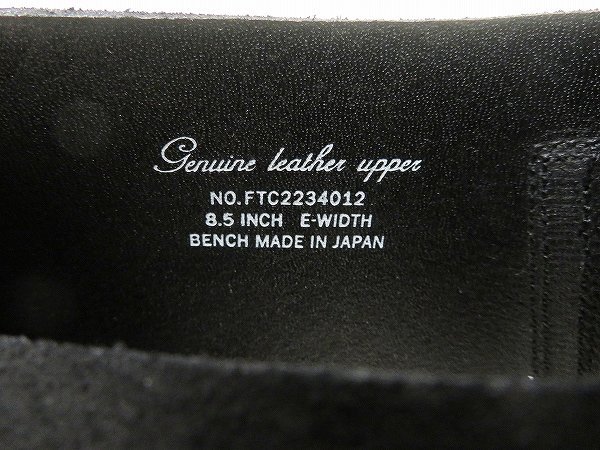 Genuine leather upper
NO.FTC2234012
8.5 INCH E-WIDTH
BENCH MADE IN JAPAN